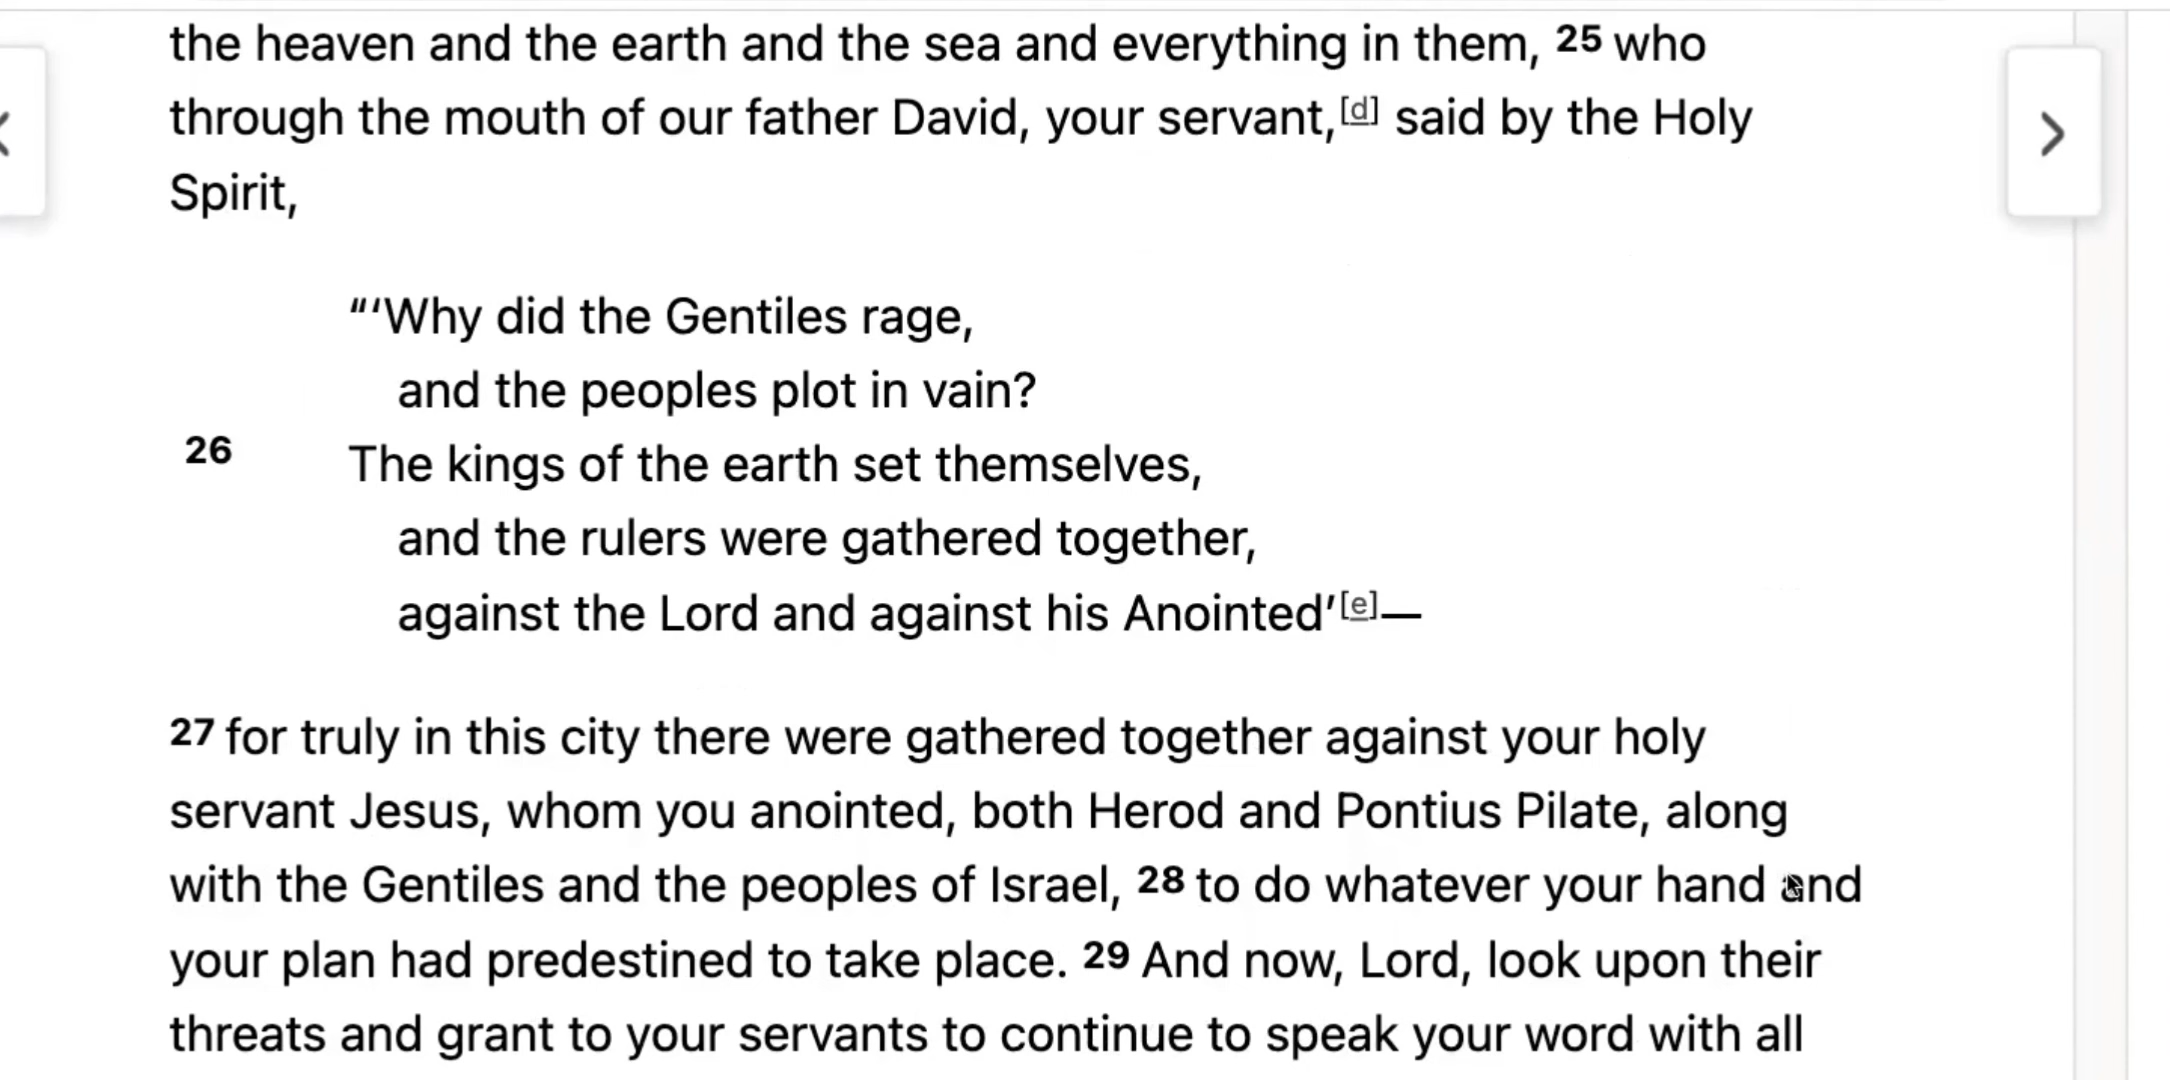 the heaven and the earth and the sea and everything in them, 25 who
through the mouth of our father David, your servant,[d] said by the Holy
Spirit,
“‘Why did the Gentiles rage,
and the peoples plot in vain?
26 The kings of the earth set themselves,
and the rulers were gathered together,
against the Lord and against his Anointed’[e]—
27 for truly in this city there were gathered together against your holy
servant Jesus, whom you anointed, both Herod and Pontius Pilate, along
with the Gentiles and the peoples of Israel, 28 to do whatever your hand and
your plan had predestined to take place. 29 And now, Lord, look upon their
threats and grant to your servants to continue to speak your word with all